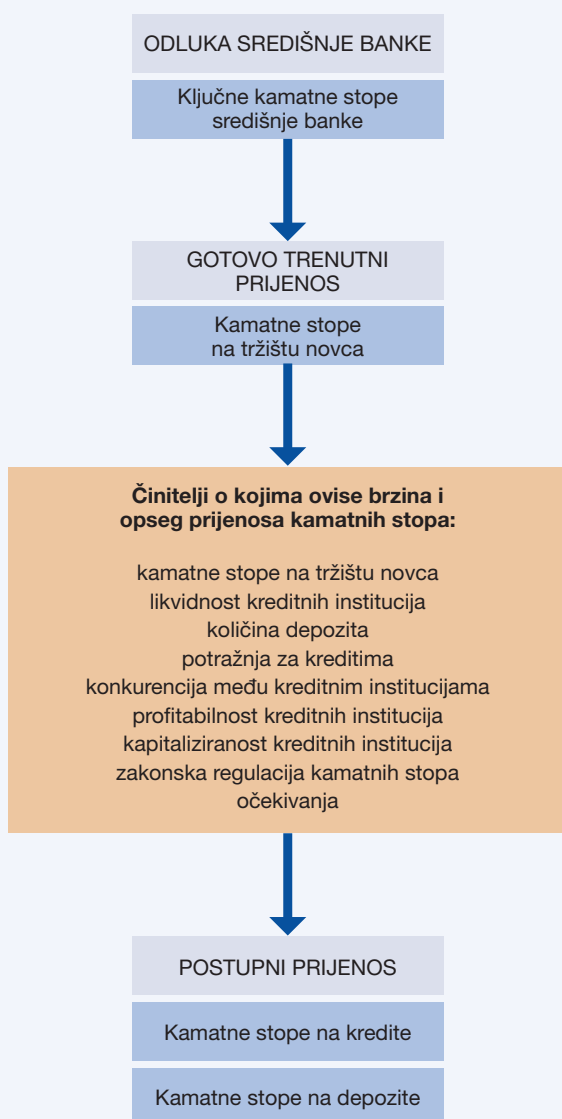 ODLUKA SREDIŠNJE BANKE
Ključne kamatne stope
središnje banke
GOTOVO TRENUTNI
PRIJENOS
Kamatne stope
na tržištu novca
Činitelji o kojima ovise brzina i
opseg prijenosa kamatnih stopa:
kamatne stope na tržištu novca
likvidnost kreditnih institucija
količina depozita
potražnja za kreditima
konkurencija među kreditnim institucijama
profitabilnost kreditnih institucija
kapitaliziranost kreditnih institucija
zakonska regulacija kamatnih stopa
očekivanja
POSTUPNI PRIJENOS
Kamatne stope na kredite
Kamatne stope na depozite